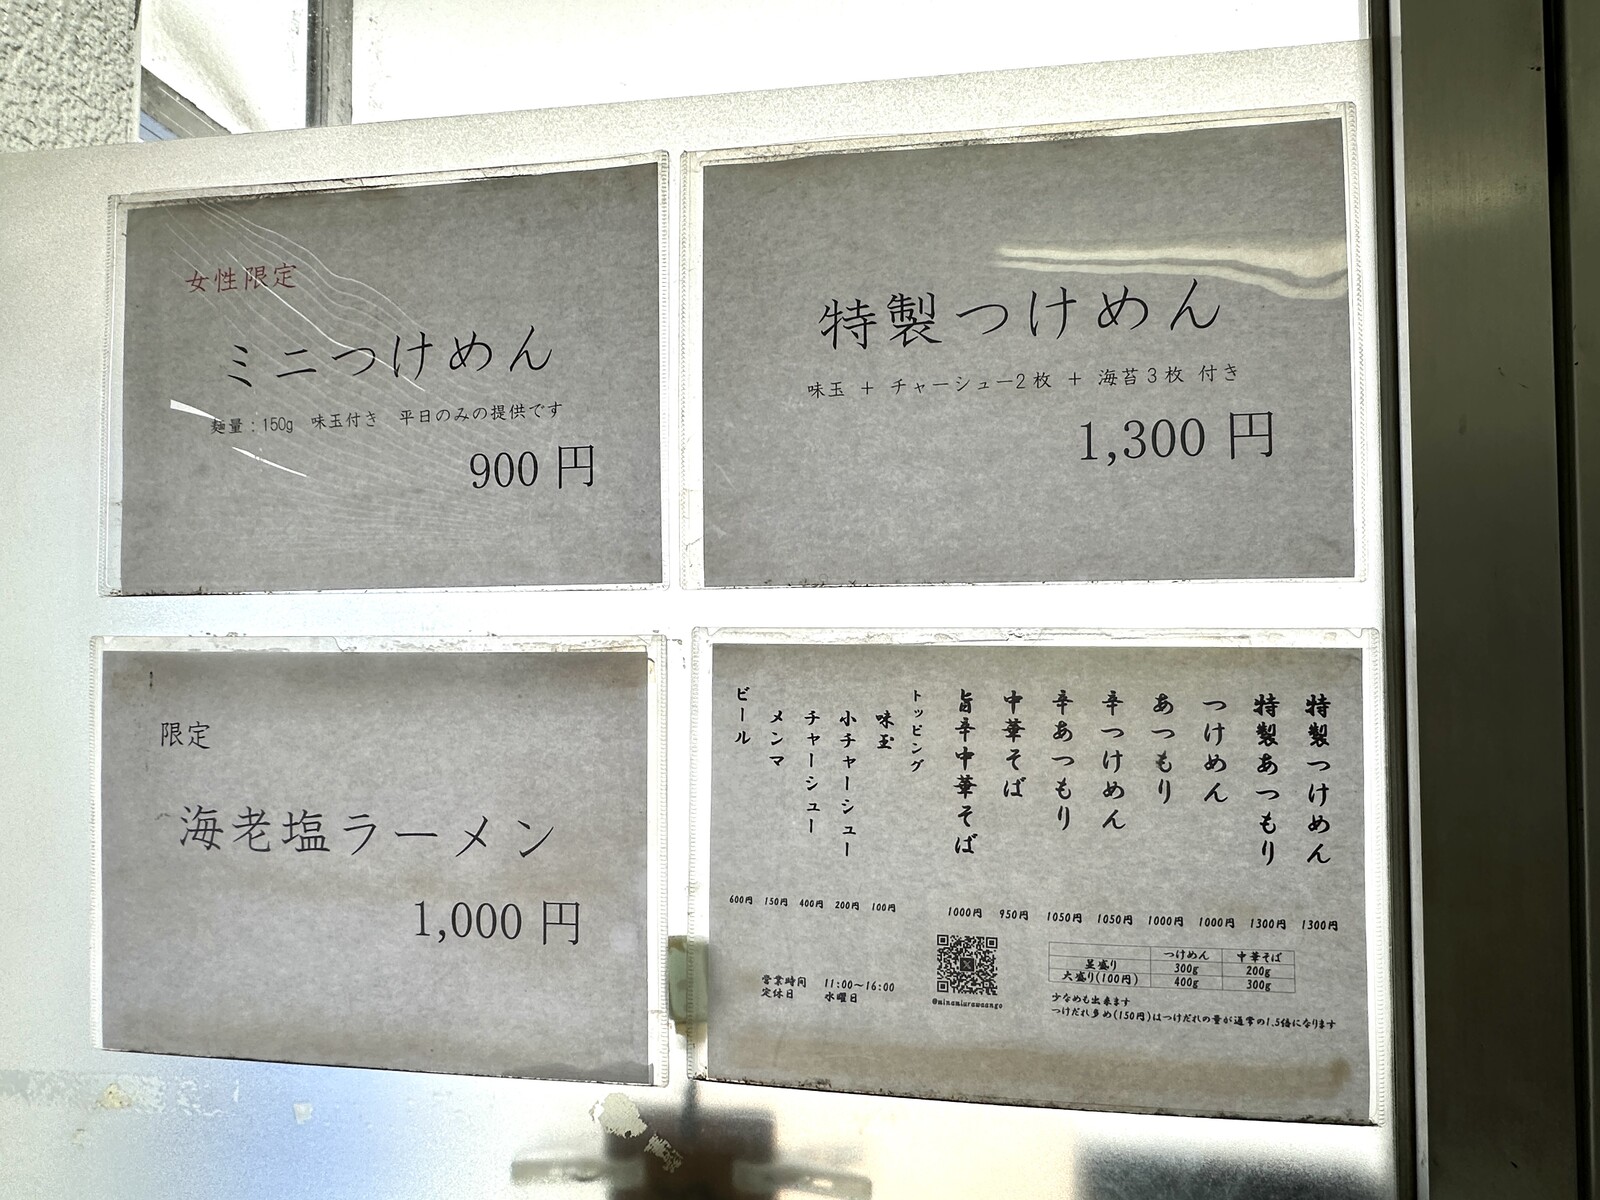 女性限定
ミニつけめん
麺量：150g 味玉付き 平日のみの提供です
900 円
特製つけめん
味玉 ＋ チャーシュー2枚 ＋ 海苔3枚 付き
1,300 円
限定
海老塩ラーメン
1,000 円
特製つけめん 1300円
特製あつもり 1300円
つけめん 1000円
あつもり 1000円
辛つけめん 1050円
辛あつもり 1050円
中華そば 950円
旨辛中華そば 1000円
トッピング
味玉 100円
小チャーシュー 200円
チャーシュー 400円
メンマ 150円
ビール 600円
つけめん 中華そば
並盛り 300g 200g
大盛り(100円) 400g 300g
少なめも出来ます
つけだれ多め(150円)はつけだれの量が通常の1.5倍になります
@minamiurawaango
営業時間 11:00〜16:00
定休日 水曜日